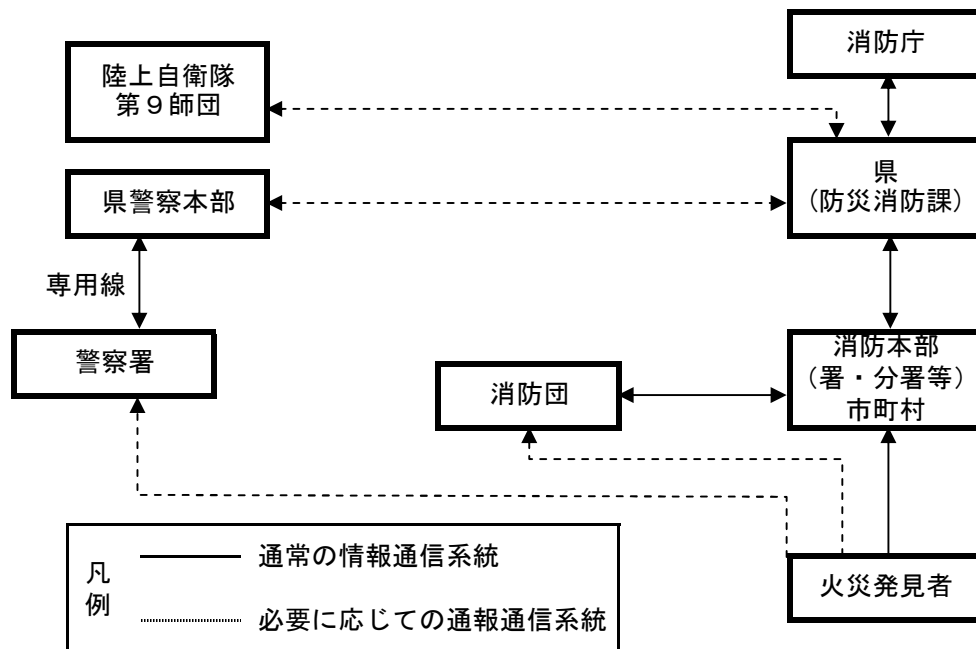 消防庁
陸上自衛隊
第９師団
県
（防災消防課）
県警察本部
専用線
警察署
消防団
消防本部
（署・分署等）
市町村
火災発見者
凡例
通常の情報通信系統
必要に応じての通報通信系統